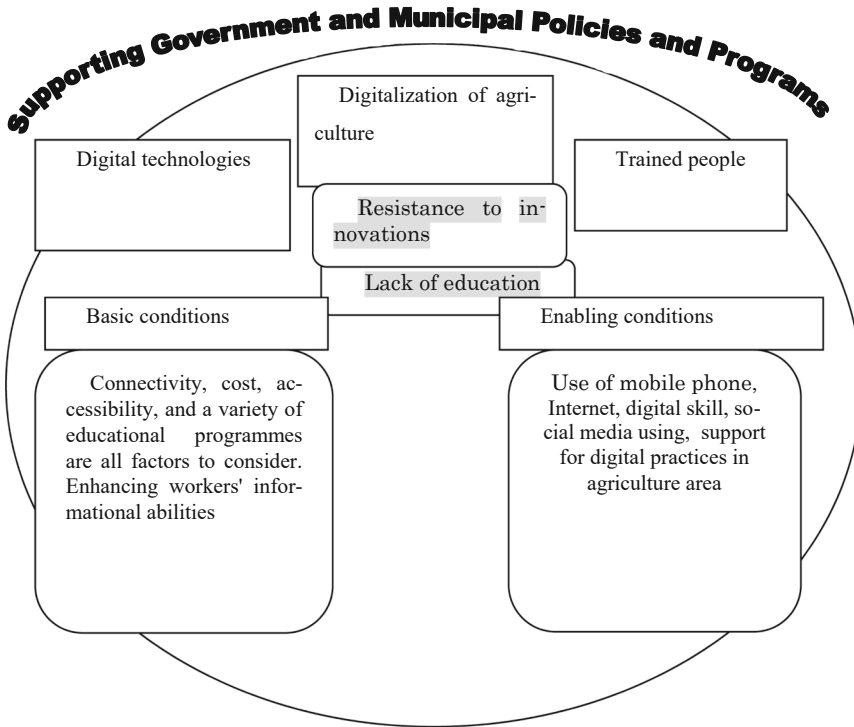 Supporting Government and Municipal Policies and Programs
Digitalization of agri-
culture
Digital technologies
Trained people
Resistance to in-
novations
Lack of education
Basic conditions
Enabling conditions
Connectivity, cost, ac-
cessibility, and a variety of
educational programmes
are all factors to consider.
Enhancing workers' infor-
mational abilities
Use of mobile phone,
Internet, digital skill, so-
cial media using, support
for digital practices in
agriculture area